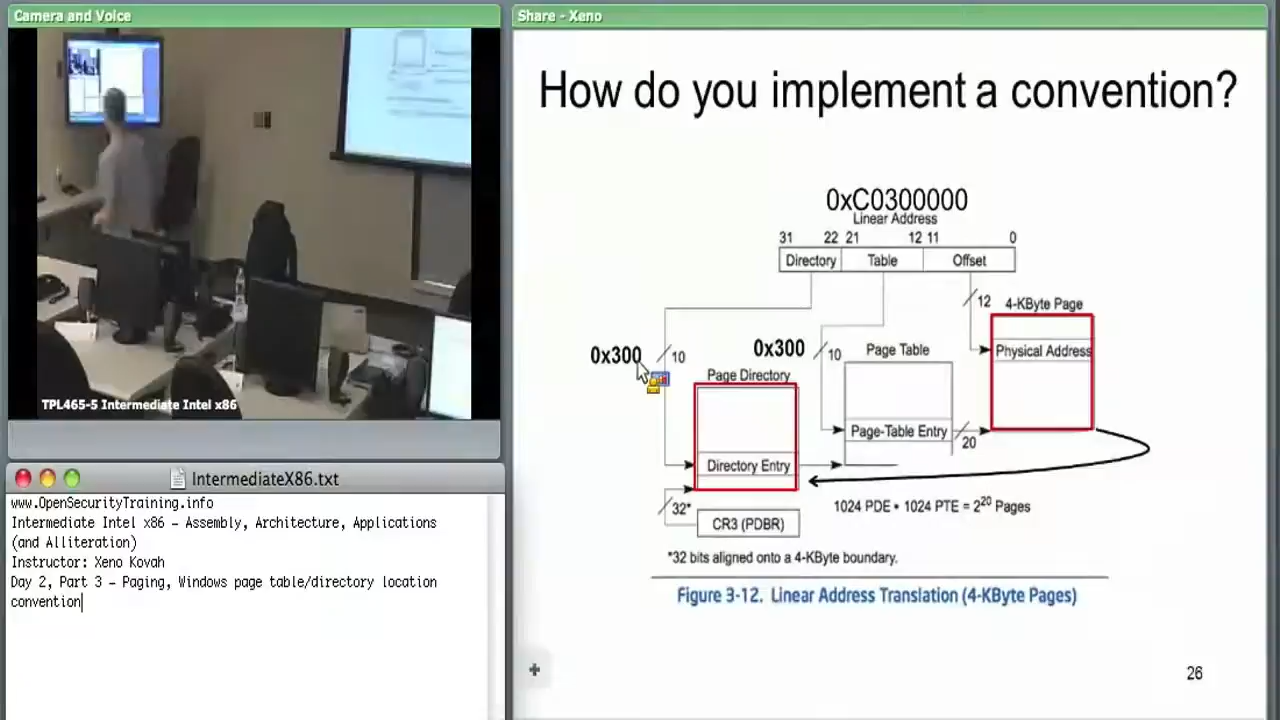 Camera and Voice
TPL465-5 Intermediate Intel x86
IntermediateX86.txt
www.OpenSecurityTraining.info
Intermediate Intel x86 – Assembly, Architecture, Applications
(and Alliteration)
Instructor: Xeno Kovah
Day 2, Part 3 – Paging, Windows page table/directory location
convention
Share - Xeno
How do you implement a convention?
0xC0300000
Linear Address
31 22 21 12 11 0
Directory Table Offset
12
4-KByte Page
0x300
10
0x300
10
Page Table
Physical Address
Page Directory
Page-Table Entry
20
Directory Entry
32*
CR3 (PDBR)
1024 PDE * 1024 PTE = 2^20 Pages
*32 bits aligned onto a 4-KByte boundary.
Figure 3-12. Linear Address Translation (4-KByte Pages)
26